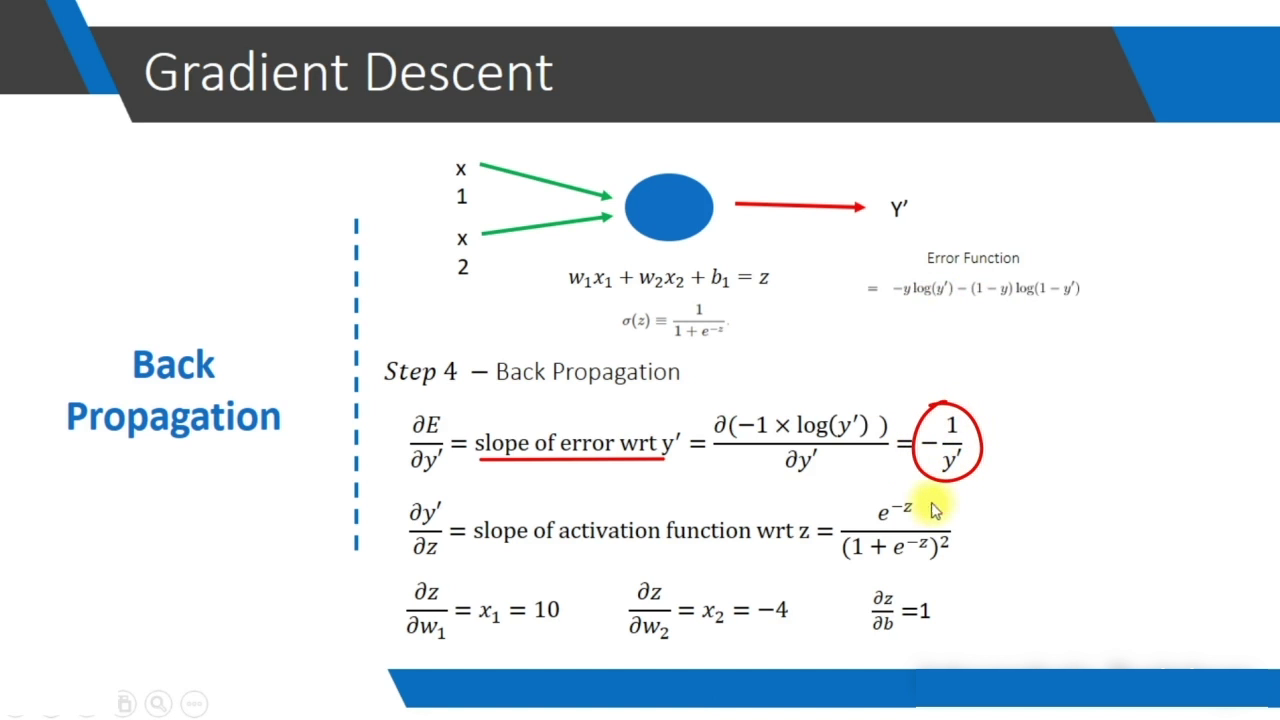 Gradient Descent
x
1
x
2
Y′
w₁x₁ + w₂x₂ + b₁ = z
σ(z) ≡ 1 / (1 + e⁻ᶻ).
Error Function
= −y log(y′) − (1 − y) log(1 − y′)
Back
Propagation
Step 4 − Back Propagation
∂E/∂y′ = slope of error wrt y′ = ∂(−1 × log(y′) )/∂y′ = −1/y′
∂y′/∂z = slope of activation function wrt z = e⁻ᶻ/(1 + e⁻ᶻ)²
∂z/∂w₁ = x₁ = 10 ∂z/∂w₂ = x₂ = −4 ∂z/∂b =1